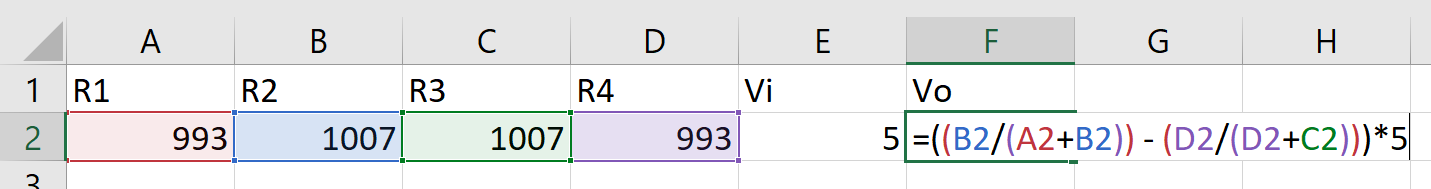 A B C D E F G H
1 R1 R2 R3 R4 Vi Vo
2 993 1007 1007 993 5 =((B2/(A2+B2)) - (D2/(D2+C2)))*5
3